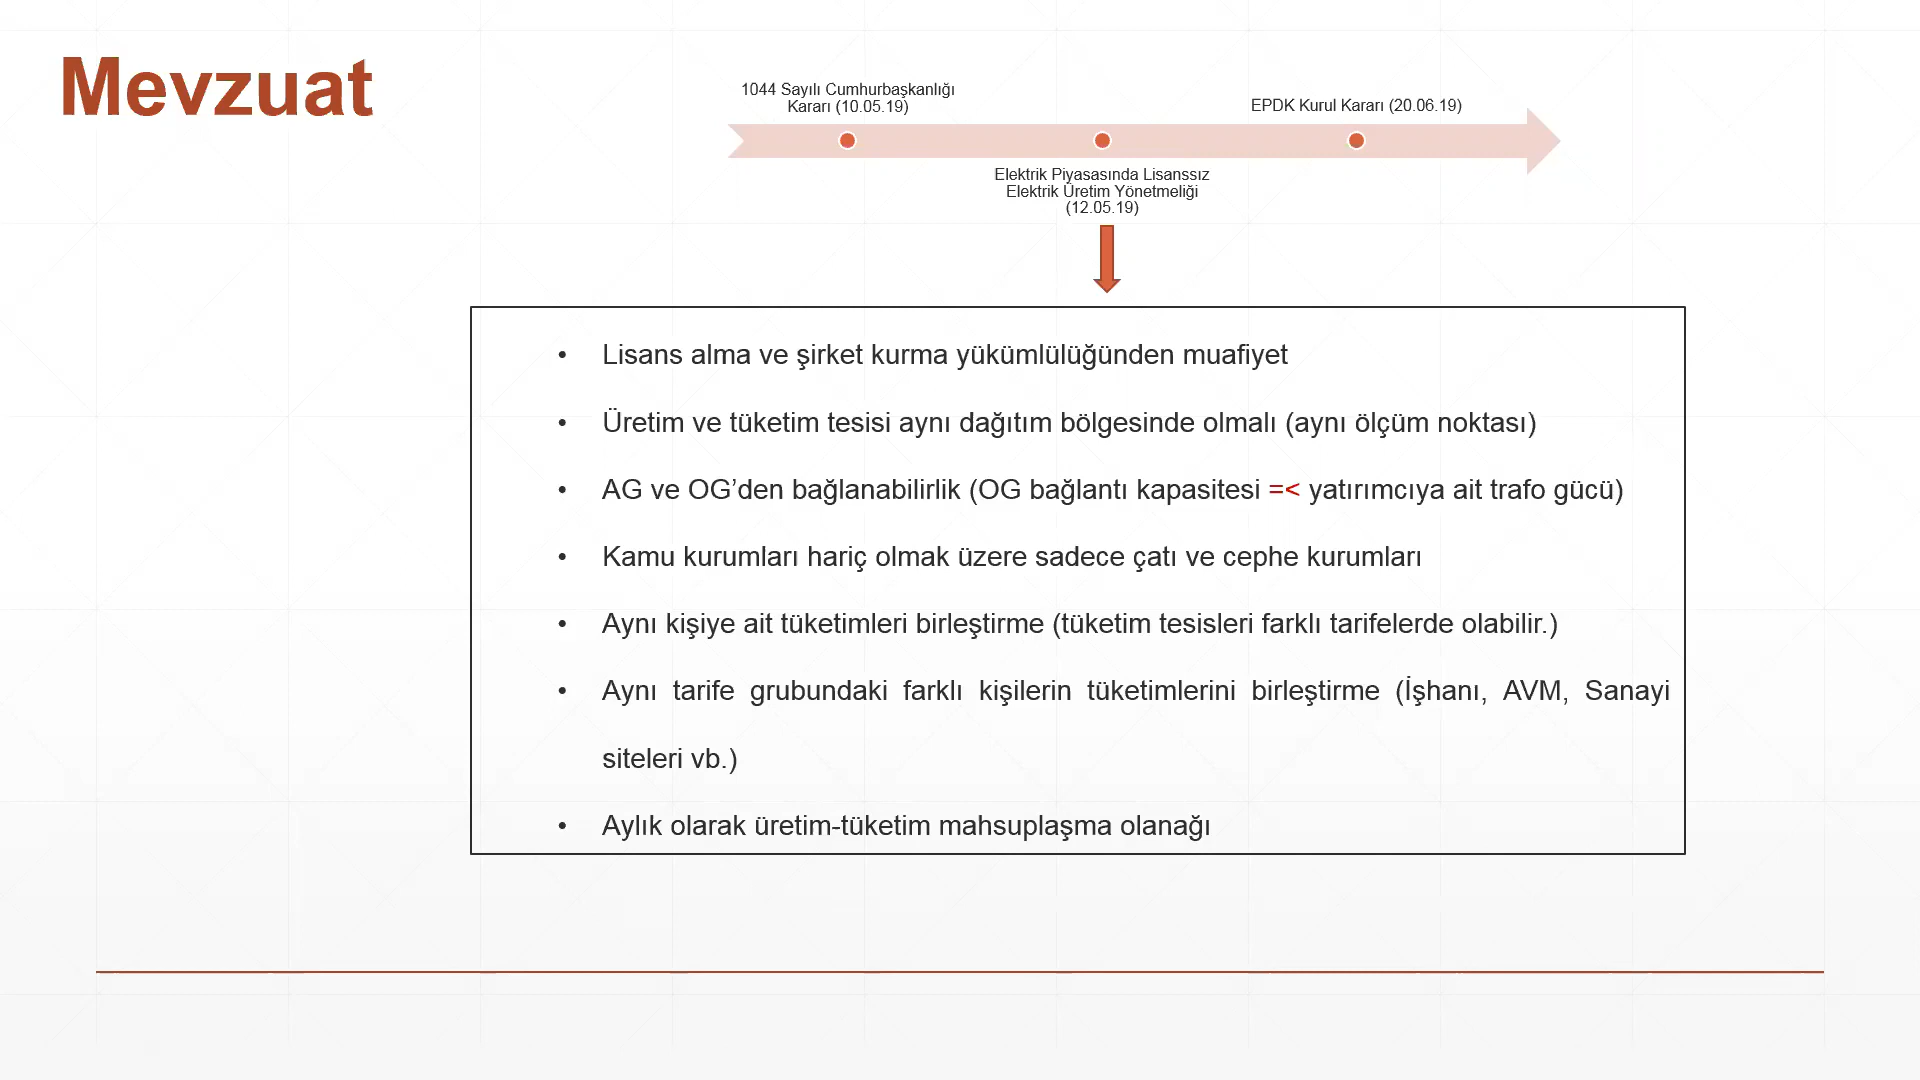 Mevzuat
1044 Sayılı Cumhurbaşkanlığı
Kararı (10.05.19)
EPDK Kurul Kararı (20.06.19)
Elektrik Piyasasında Lisanssız
Elektrik Üretim Yönetmeliği
(12.05.19)
• Lisans alma ve şirket kurma yükümlülüğünden muafiyet
• Üretim ve tüketim tesisi aynı dağıtım bölgesinde olmalı (aynı ölçüm noktası)
• AG ve OG’den bağlanabilirlik (OG bağlantı kapasitesi =< yatırımcıya ait trafo gücü)
• Kamu kurumları hariç olmak üzere sadece çatı ve cephe kurumları
• Aynı kişiye ait tüketimleri birleştirme (tüketim tesisleri farklı tarifelerde olabilir.)
• Aynı tarife grubundaki farklı kişilerin tüketimlerini birleştirme (İşhanı, AVM, Sanayi
siteleri vb.)
• Aylık olarak üretim-tüketim mahsuplaşma olanağı